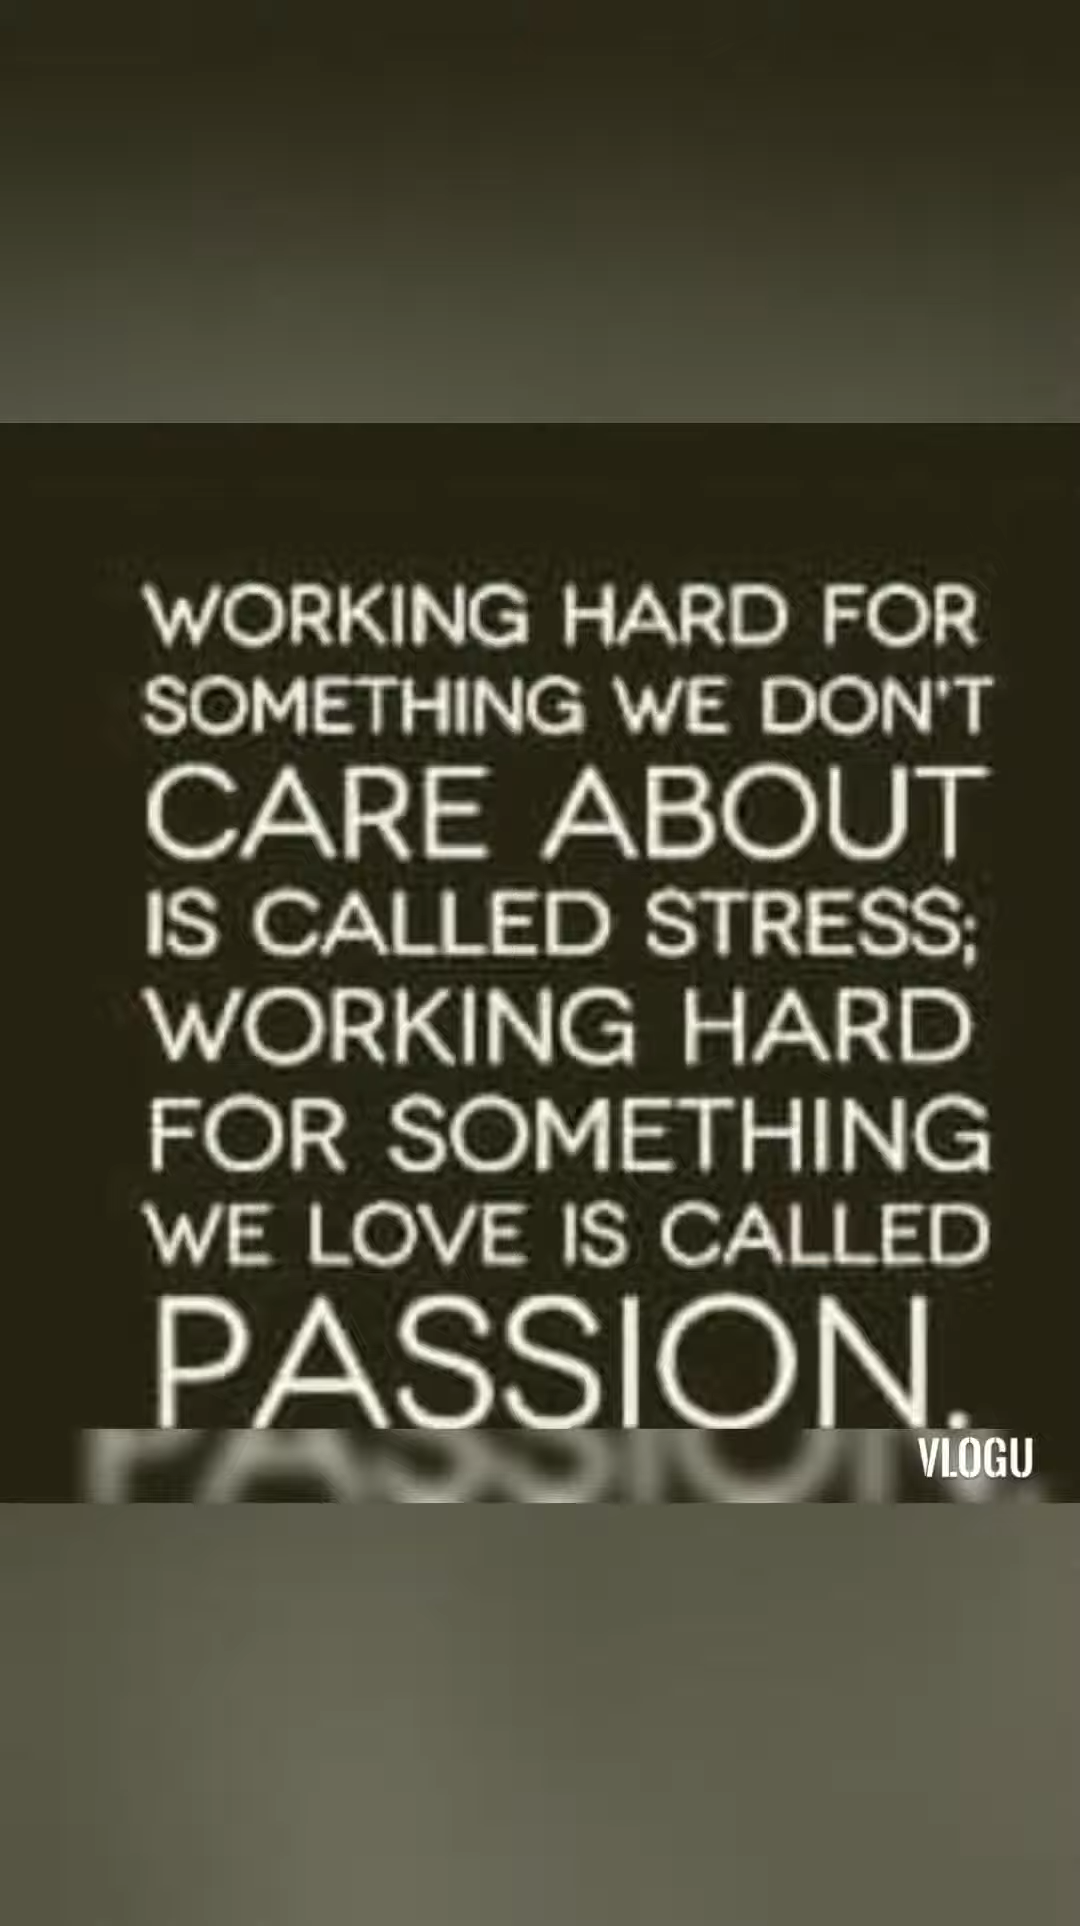 WORKING HARD FOR
SOMETHING WE DON'T
CARE ABOUT
IS CALLED STRESS;
WORKING HARD
FOR SOMETHING
WE LOVE IS CALLED
PASSION.
PASSION.
VLOGU